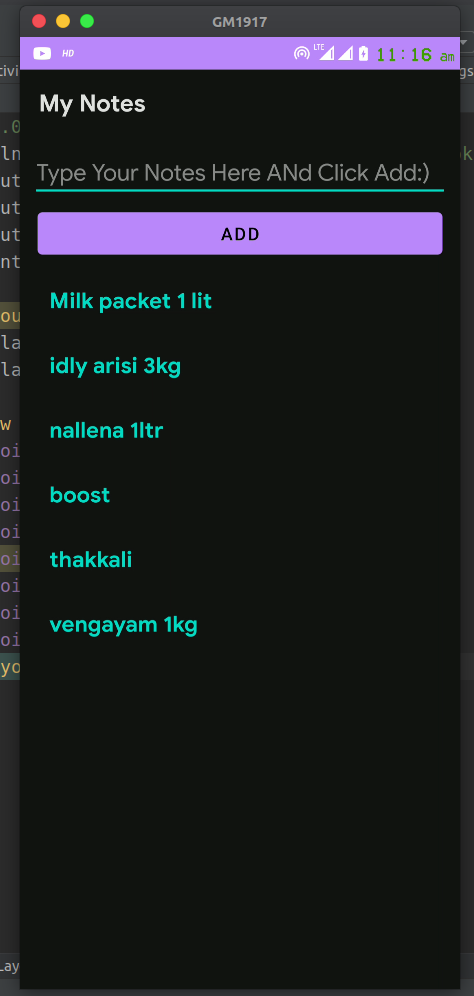 GM1917
HD LTE 11:16 am
My Notes
Type Your Notes Here ANd Click Add:)
ADD
Milk packet 1 lit
idly arisi 3kg
nallena 1ltr
boost
thakkali
vengayam 1kg